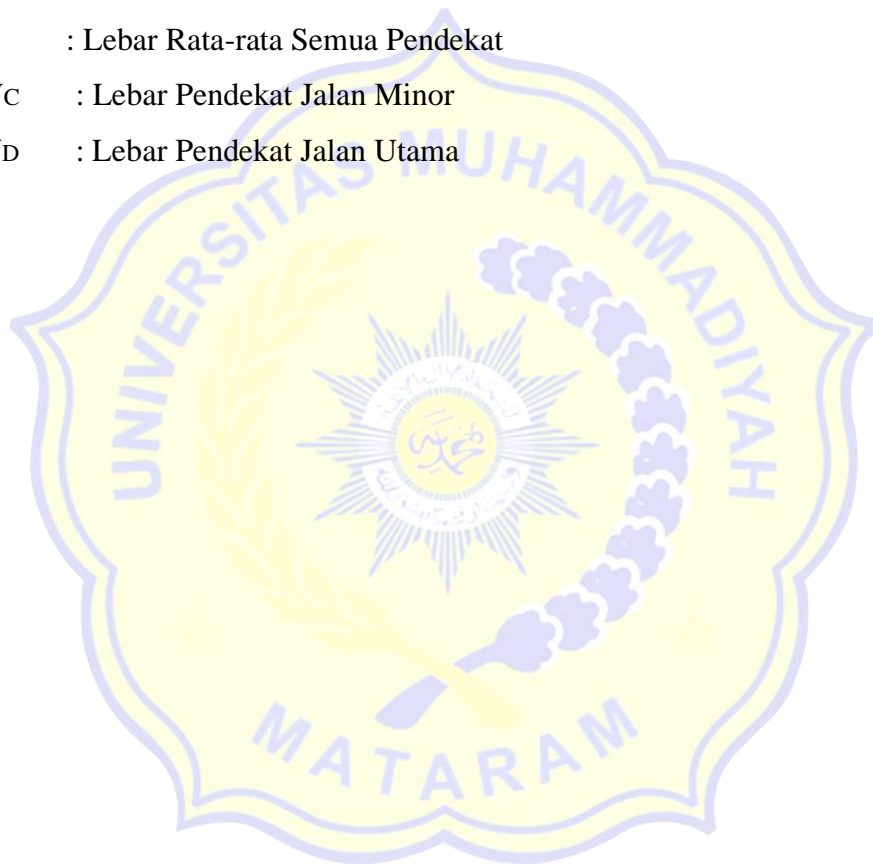 : Lebar Rata-rata Semua Pendekat
C : Lebar Pendekat Jalan Minor
D : Lebar Pendekat Jalan Utama
UNIVERSITAS MUHAMMADIYAH
MATARAM